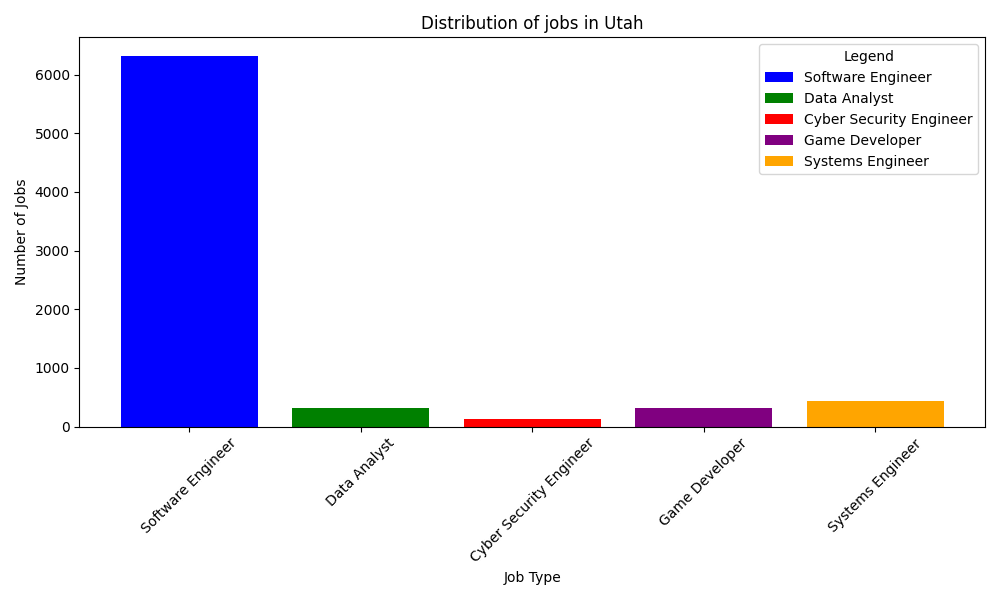 Distribution of jobs in Utah
Legend
Software Engineer
Data Analyst
Cyber Security Engineer
Game Developer
Systems Engineer
Number of Jobs
6000
5000
4000
3000
2000
1000
0
Software Engineer
Data Analyst
Cyber Security Engineer
Game Developer
Systems Engineer
Job Type